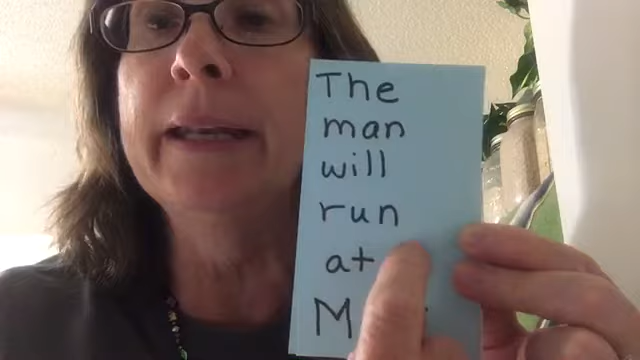 The
man
will
run
at